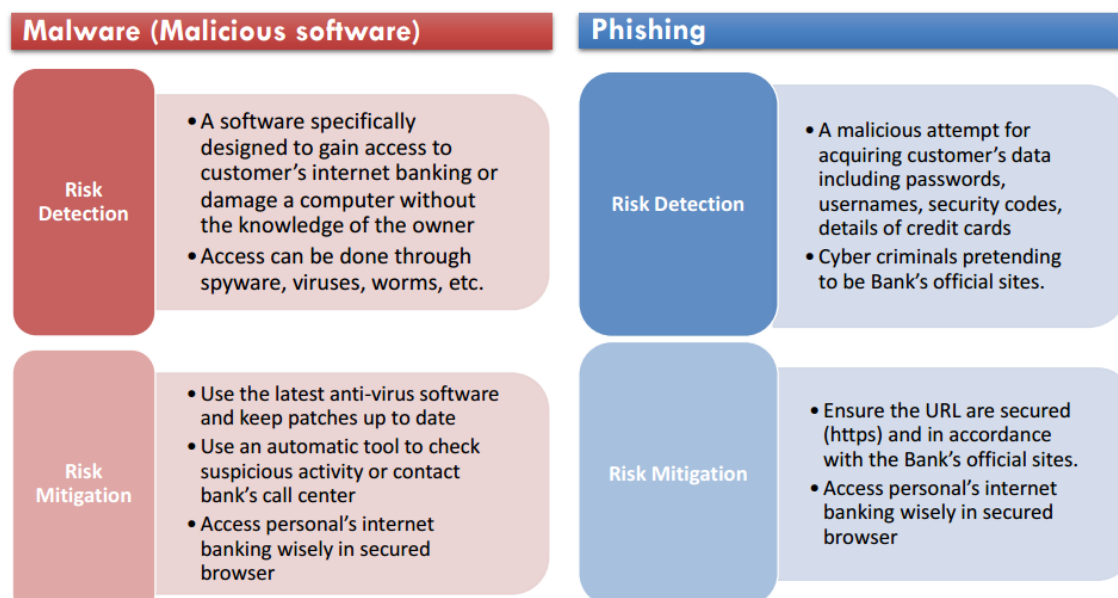 Malware (Malicious software)
Risk
Detection
• A software specifically
designed to gain access to
customer's internet banking or
damage a computer without
the knowledge of the owner
• Access can be done through
spyware, viruses, worms, etc.
Risk
Mitigation
• Use the latest anti-virus software
and keep patches up to date
• Use an automatic tool to check
suspicious activity or contact
bank's call center
• Access personal's internet
banking wisely in secured
browser
Phishing
Risk Detection
• A malicious attempt for
acquiring customer's data
including passwords,
usernames, security codes,
details of credit cards
• Cyber criminals pretending
to be Bank's official sites.
Risk Mitigation
• Ensure the URL are secured
(https) and in accordance
with the Bank's official sites.
• Access personal's internet
banking wisely in secured
browser